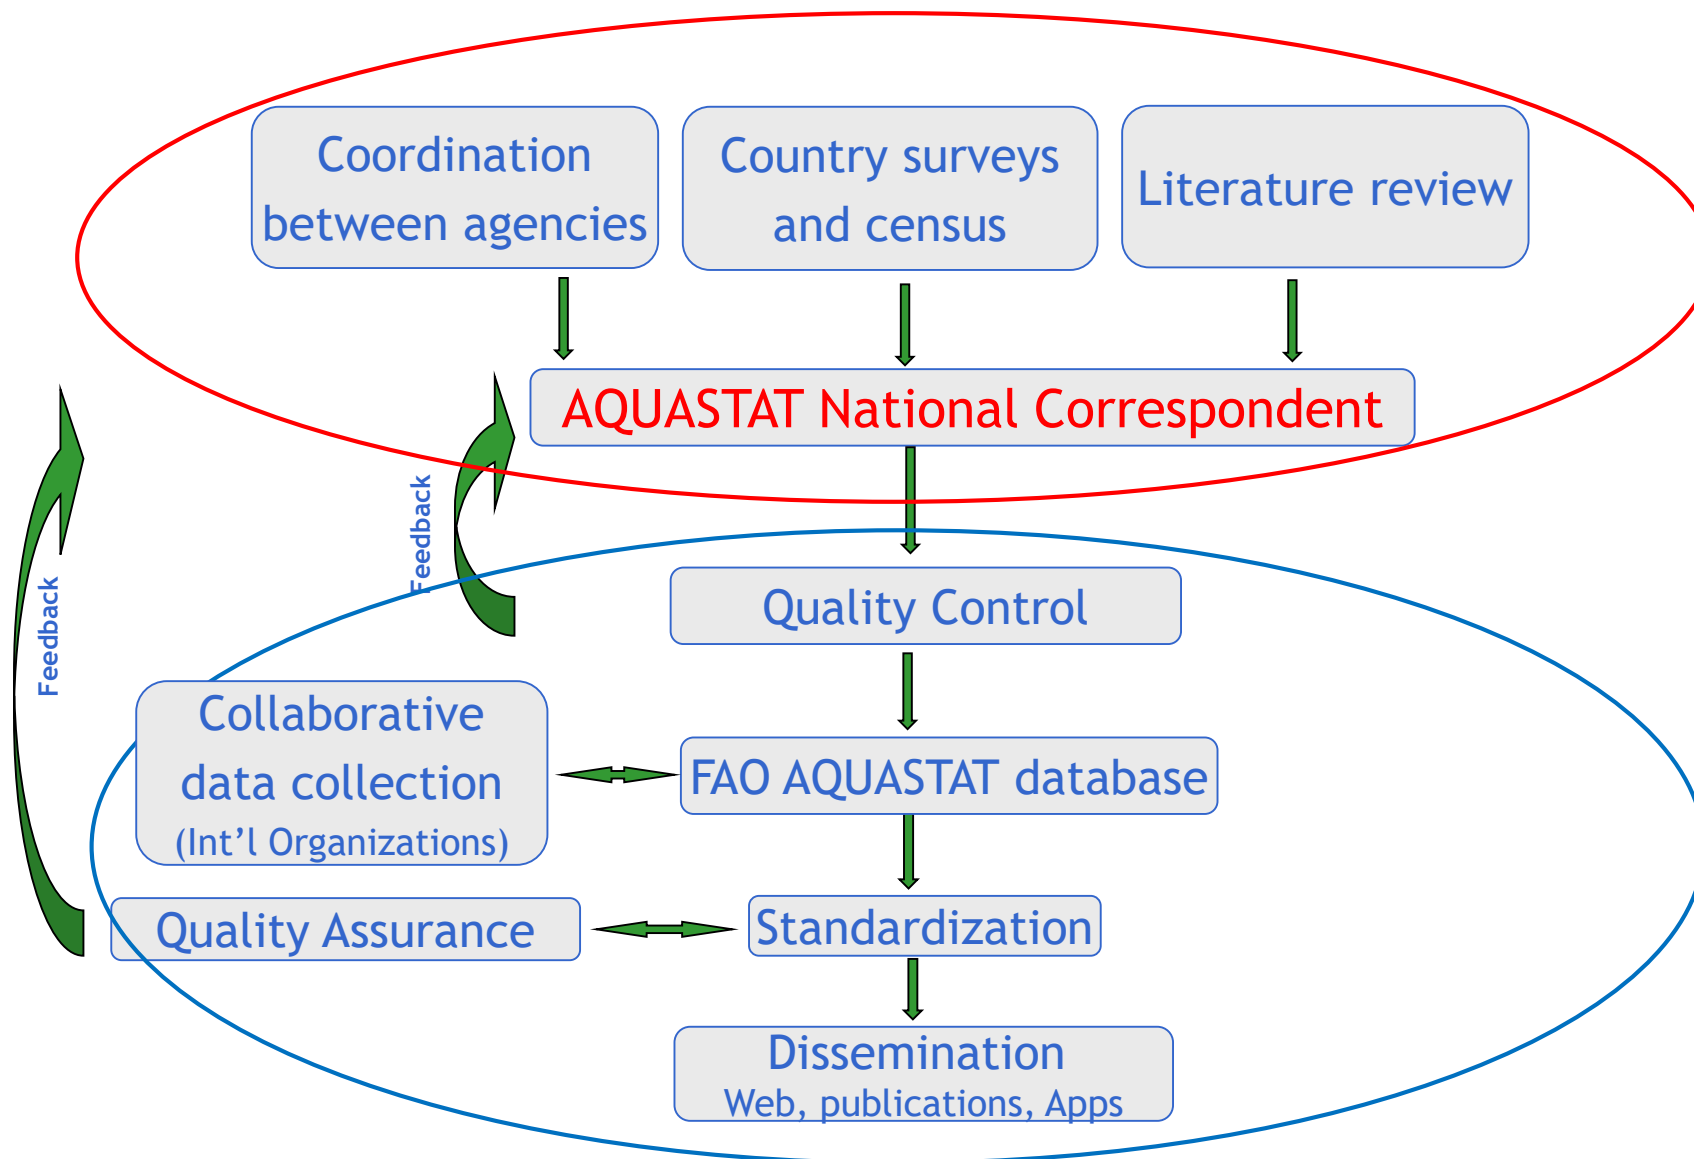 Coordination
between agencies
Country surveys
and census
Literature review
AQUASTAT National Correspondent
Feedback
Feedback
Quality Control
Collaborative
data collection
(Int’l Organizations)
FAO AQUASTAT database
Quality Assurance
Standardization
Dissemination
Web, publications, Apps